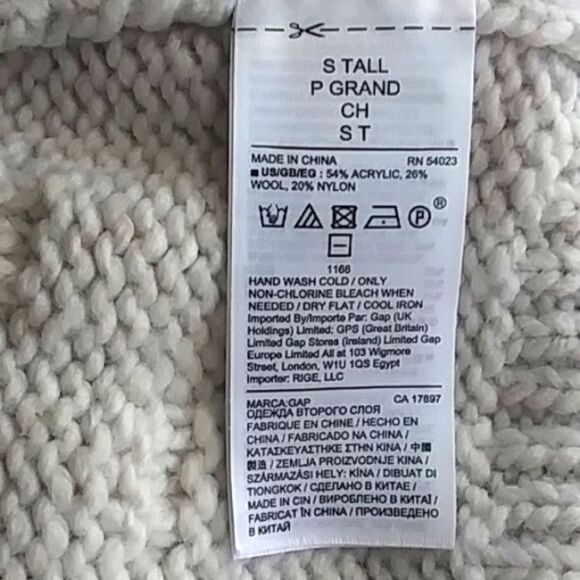 S TALL
P GRAND
CH
S T
MADE IN CHINA RN 54023
■ US/GB/EG : 54% ACRYLIC, 26%
WOOL, 20% NYLON
P ®
1166
HAND WASH COLD / ONLY
NON-CHLORINE BLEACH WHEN
NEEDED / DRY FLAT / COOL IRON
Imported By/Importe Par: Gap (UK
Holdings) Limited; GPS (Great Britain)
Limited Gap Stores (Ireland) Limited Gap
Europe Limited All at 103 Wigmore
Street, London, W1U 1QS Egypt
Importer: RIGE, LLC
MARCA:GAP CA 17897
ОДЕЖДА ВТОРОГО СЛОЯ
FABRIQUE EN CHINE / HECHO EN
CHINA / FABRICADO NA CHINA /
ΚΑΤΑΣΚΕΥΑΣΤΗΚΕ ΣΤΗΝ ΚΙΝΑ / 中國
製造 / ZEMLJA PROIZVODNJE KINA /
SZÁRMAZÁSI HELY: KÍNA / DIBUAT DI
TIONGKOK / СДЕЛАНО В КИТАЕ /
MADE IN CIN / ВИРОБЛЕНО В КИТАЇ /
FABRICAT ÎN CHINA / ПРОИЗВЕДЕНО
В КИТАЙ